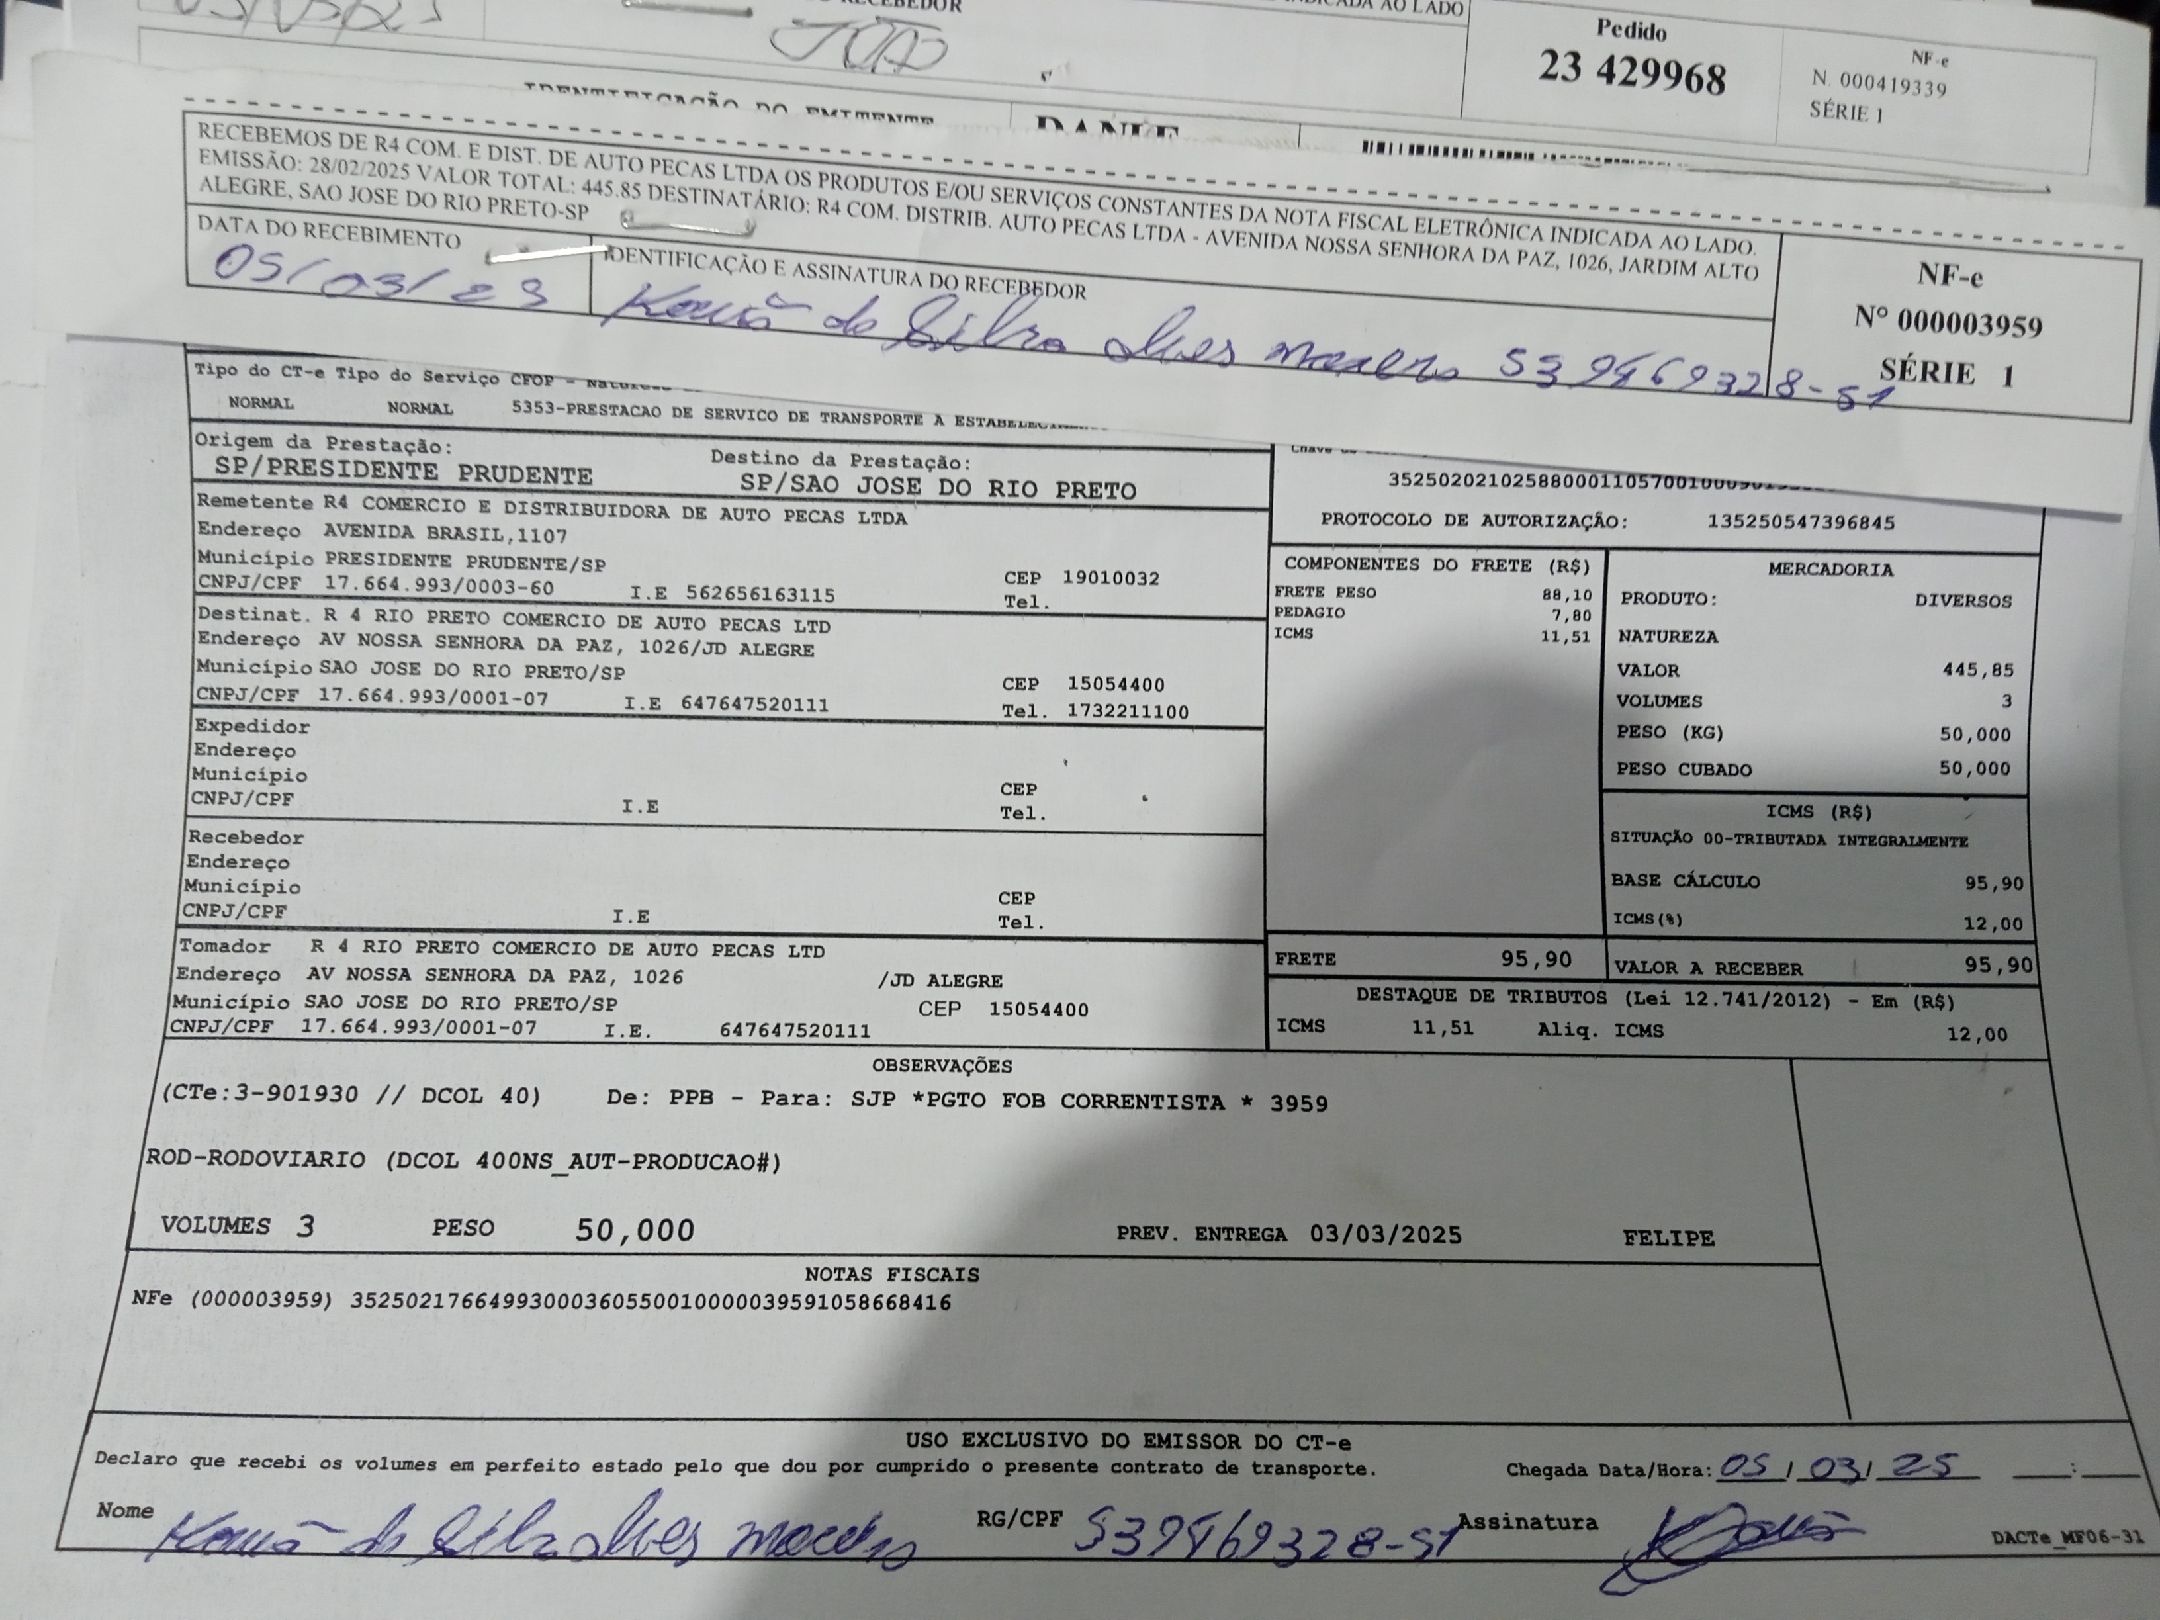 Pedido
23 429968
NF-e
N. 000419339
SÉRIE 1
IDENTIFICAÇÃO DO EMITENTE
DANFE
RECEBEMOS DE R4 COM. E DIST. DE AUTO PECAS LTDA OS PRODUTOS E/OU SERVIÇOS CONSTANTES DA NOTA FISCAL ELETRÔNICA INDICADA AO LADO.
EMISSÃO: 28/02/2025 VALOR TOTAL: 445.85 DESTINATÁRIO: R4 COM. DISTRIB. AUTO PECAS LTDA - AVENIDA NOSSA SENHORA DA PAZ, 1026, JARDIM ALTO
ALEGRE, SAO JOSE DO RIO PRETO-SP
DATA DO RECEBIMENTO
IDENTIFICAÇÃO E ASSINATURA DO RECEBEDOR
05/03/
da Silva Alves
NF-e
Nº 000003959
SÉRIE 1
Tipo do CT-e Tipo do Serviço CFOP -
NORMAL NORMAL 5353-PRESTACAO DE SERVICO DE TRANSPORTE A
Origem da Prestação: Destino da Prestação:
SP/PRESIDENTE PRUDENTE SP/SAO JOSE DO RIO PRETO
Remetente R4 COMERCIO E DISTRIBUIDORA DE AUTO PECAS LTDA
Endereço AVENIDA BRASIL,1107
Município PRESIDENTE PRUDENTE/SP CEP 19010032
CNPJ/CPF 17.664.993/0003-60 I.E 562656163115 Tel.
Destinat. R 4 RIO PRETO COMERCIO DE AUTO PECAS LTD
Endereço AV NOSSA SENHORA DA PAZ, 1026/JD ALEGRE
Município SAO JOSE DO RIO PRETO/SP CEP 15054400
CNPJ/CPF 17.664.993/0001-07 I.E 647647520111 Tel. 1732211100
Expedidor
Endereço
Município CEP
CNPJ/CPF I.E Tel.
Recebedor
Endereço
Município CEP
CNPJ/CPF I.E Tel.
Tomador R 4 RIO PRETO COMERCIO DE AUTO PECAS LTD
Endereço AV NOSSA SENHORA DA PAZ, 1026 /JD ALEGRE
Município SAO JOSE DO RIO PRETO/SP CEP 15054400
CNPJ/CPF 17.664.993/0001-07 I.E. 647647520111
PROTOCOLO DE AUTORIZAÇÃO: 135250547396845
COMPONENTES DO FRETE (R$)
FRETE PESO 88,10
PEDAGIO 7,80
ICMS 11,51
MERCADORIA
PRODUTO: DIVERSOS
NATUREZA
VALOR 445,85
VOLUMES 3
PESO (KG) 50,000
PESO CUBADO 50,000
ICMS (R$)
SITUAÇÃO 00-TRIBUTADA INTEGRALMENTE
BASE CÁLCULO 95,90
ICMS(%) 12,00
FRETE 95,90 VALOR A RECEBER 95,90
DESTAQUE DE TRIBUTOS (Lei 12.741/2012) - Em (R$)
ICMS 11,51 Aliq. ICMS 12,00
OBSERVAÇÕES
(CTe:3-901930 // DCOL 40) De: PPB - Para: SJP *PGTO FOB CORRENTISTA * 3959
ROD-RODOVIARIO (DCOL 400NS_AUT-PRODUCAO#)
VOLUMES 3 PESO 50,000 PREV. ENTREGA 03/03/2025 FELIPE
NOTAS FISCAIS
NFe (000003959) 35250217664993000360550010000039591058668416
USO EXCLUSIVO DO EMISSOR DO CT-e
Declaro que recebi os volumes em perfeito estado pelo que dou por cumprido o presente contrato de transporte. Chegada Data/Hora: 05/03/25 __:__
Nome da Silva Alves RG/CPF Assinatura
DACTe_MF06-31